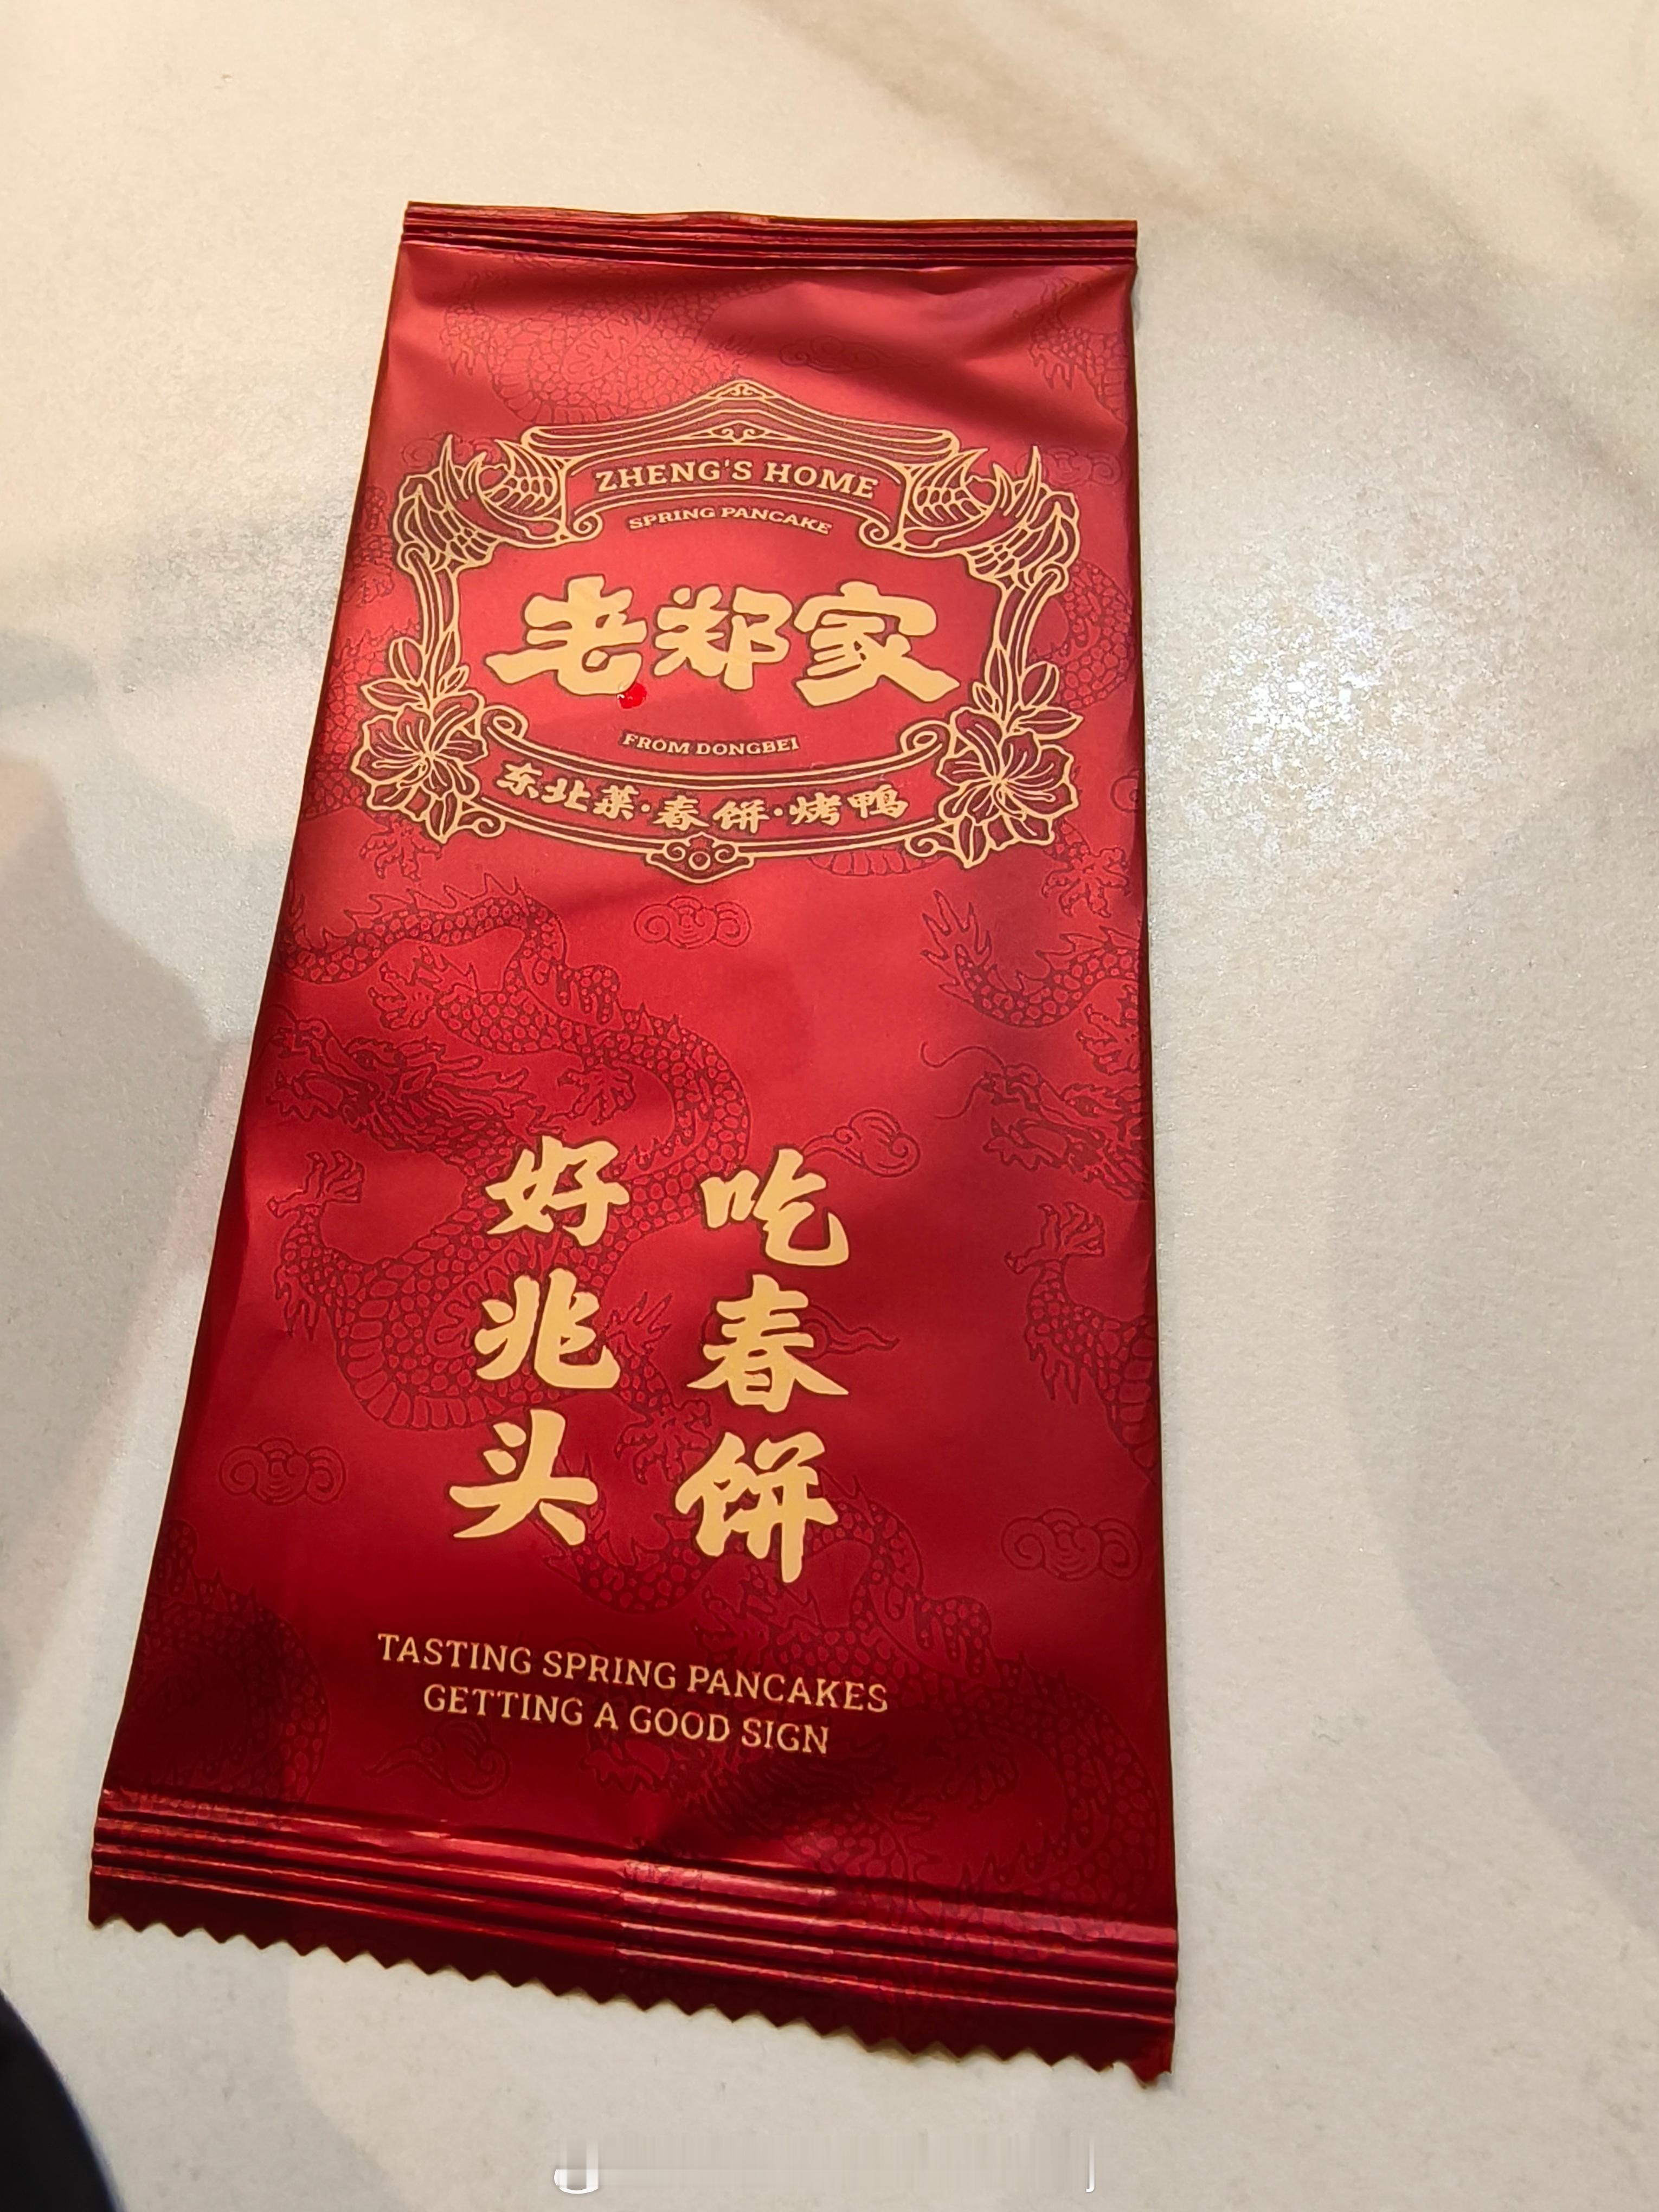 ZHENG'S HOME
SPRING PANCAKE
老郑家
FROM DONGBEI
东北菜·春饼·烤鸭
吃春饼
好兆头
TASTING SPRING PANCAKES
GETTING A GOOD SIGN